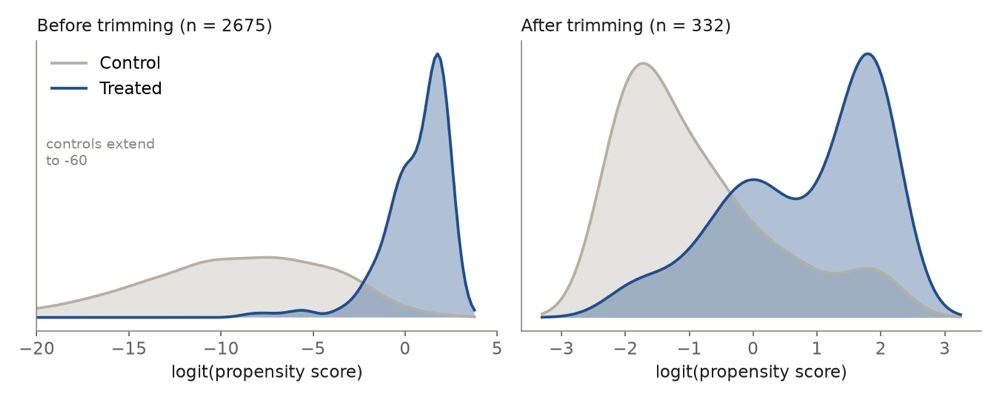 Before trimming (n = 2675)
Control
Treated
controls extend
to -60
−20 −15 −10 −5 0 5
logit(propensity score)
After trimming (n = 332)
−3 −2 −1 0 1 2 3
logit(propensity score)